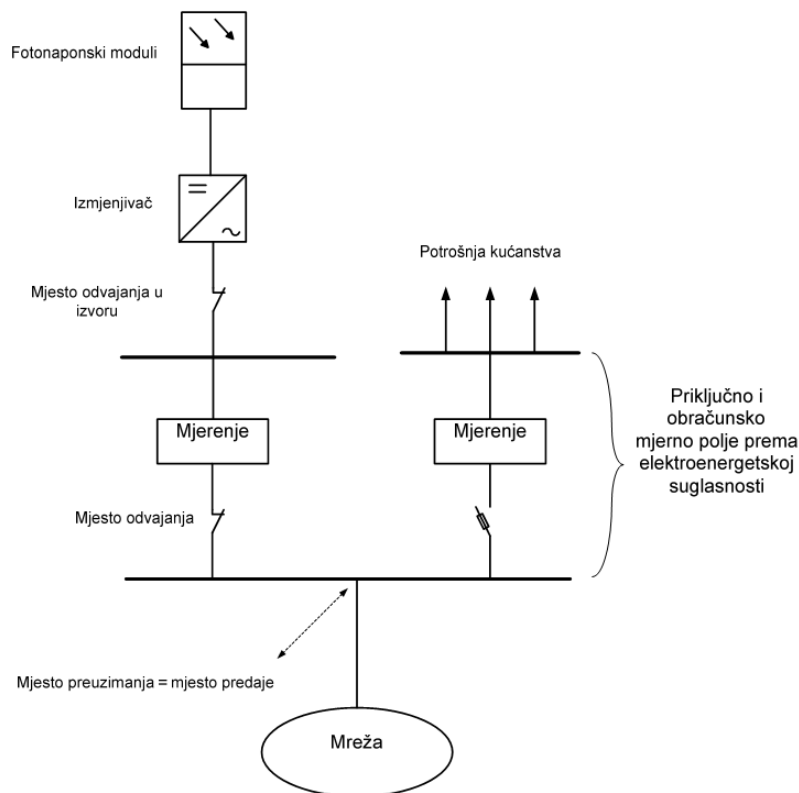 Fotonaponski moduli
Izmjenjivač
Mjesto odvajanja u
izvoru
Potrošnja kućanstva
Mjerenje
Mjerenje
Priključno i
obračunsko
mjerno polje prema
elektroenergetskoj
suglasnosti
Mjesto odvajanja
Mjesto preuzimanja = mjesto predaje
Mreža